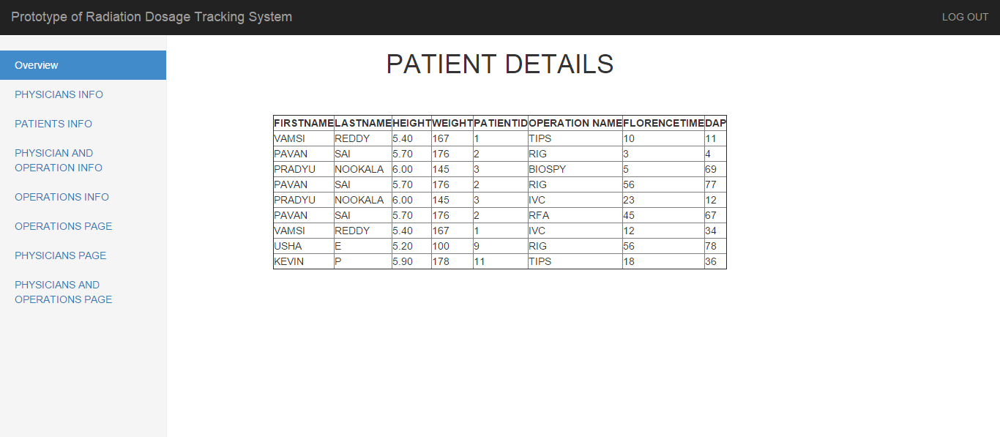 Prototype of Radiation Dosage Tracking System LOG OUT
Overview
PHYSICIANS INFO
PATIENTS INFO
PHYSICIAN AND
OPERATION INFO
OPERATIONS INFO
OPERATIONS PAGE
PHYSICIANS PAGE
PHYSICIANS AND
OPERATIONS PAGE
PATIENT DETAILS
FIRSTNAME LASTNAME HEIGHT WEIGHT PATIENTID OPERATION NAME FLORENCETIME DAP
VAMSI REDDY 5.40 167 1 TIPS 10 11
PAVAN SAI 5.70 176 2 RIG 3 4
PRADYU NOOKALA 6.00 145 3 BIOSPY 5 69
PAVAN SAI 5.70 176 2 RIG 56 77
PRADYU NOOKALA 6.00 145 3 IVC 23 12
PAVAN SAI 5.70 176 2 RFA 45 67
VAMSI REDDY 5.40 167 1 IVC 12 34
USHA E 5.20 100 9 RIG 56 78
KEVIN P 5.90 178 11 TIPS 18 36